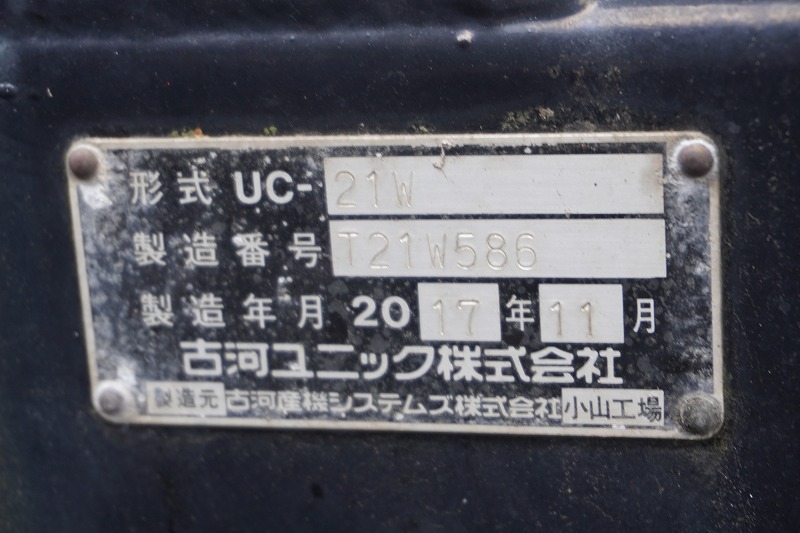 形式 UC-21W
製造番号 T21W586
製造年月 2017年11月
古河ユニック株式会社
製造元 古河産機システムズ株式会社 小山工場